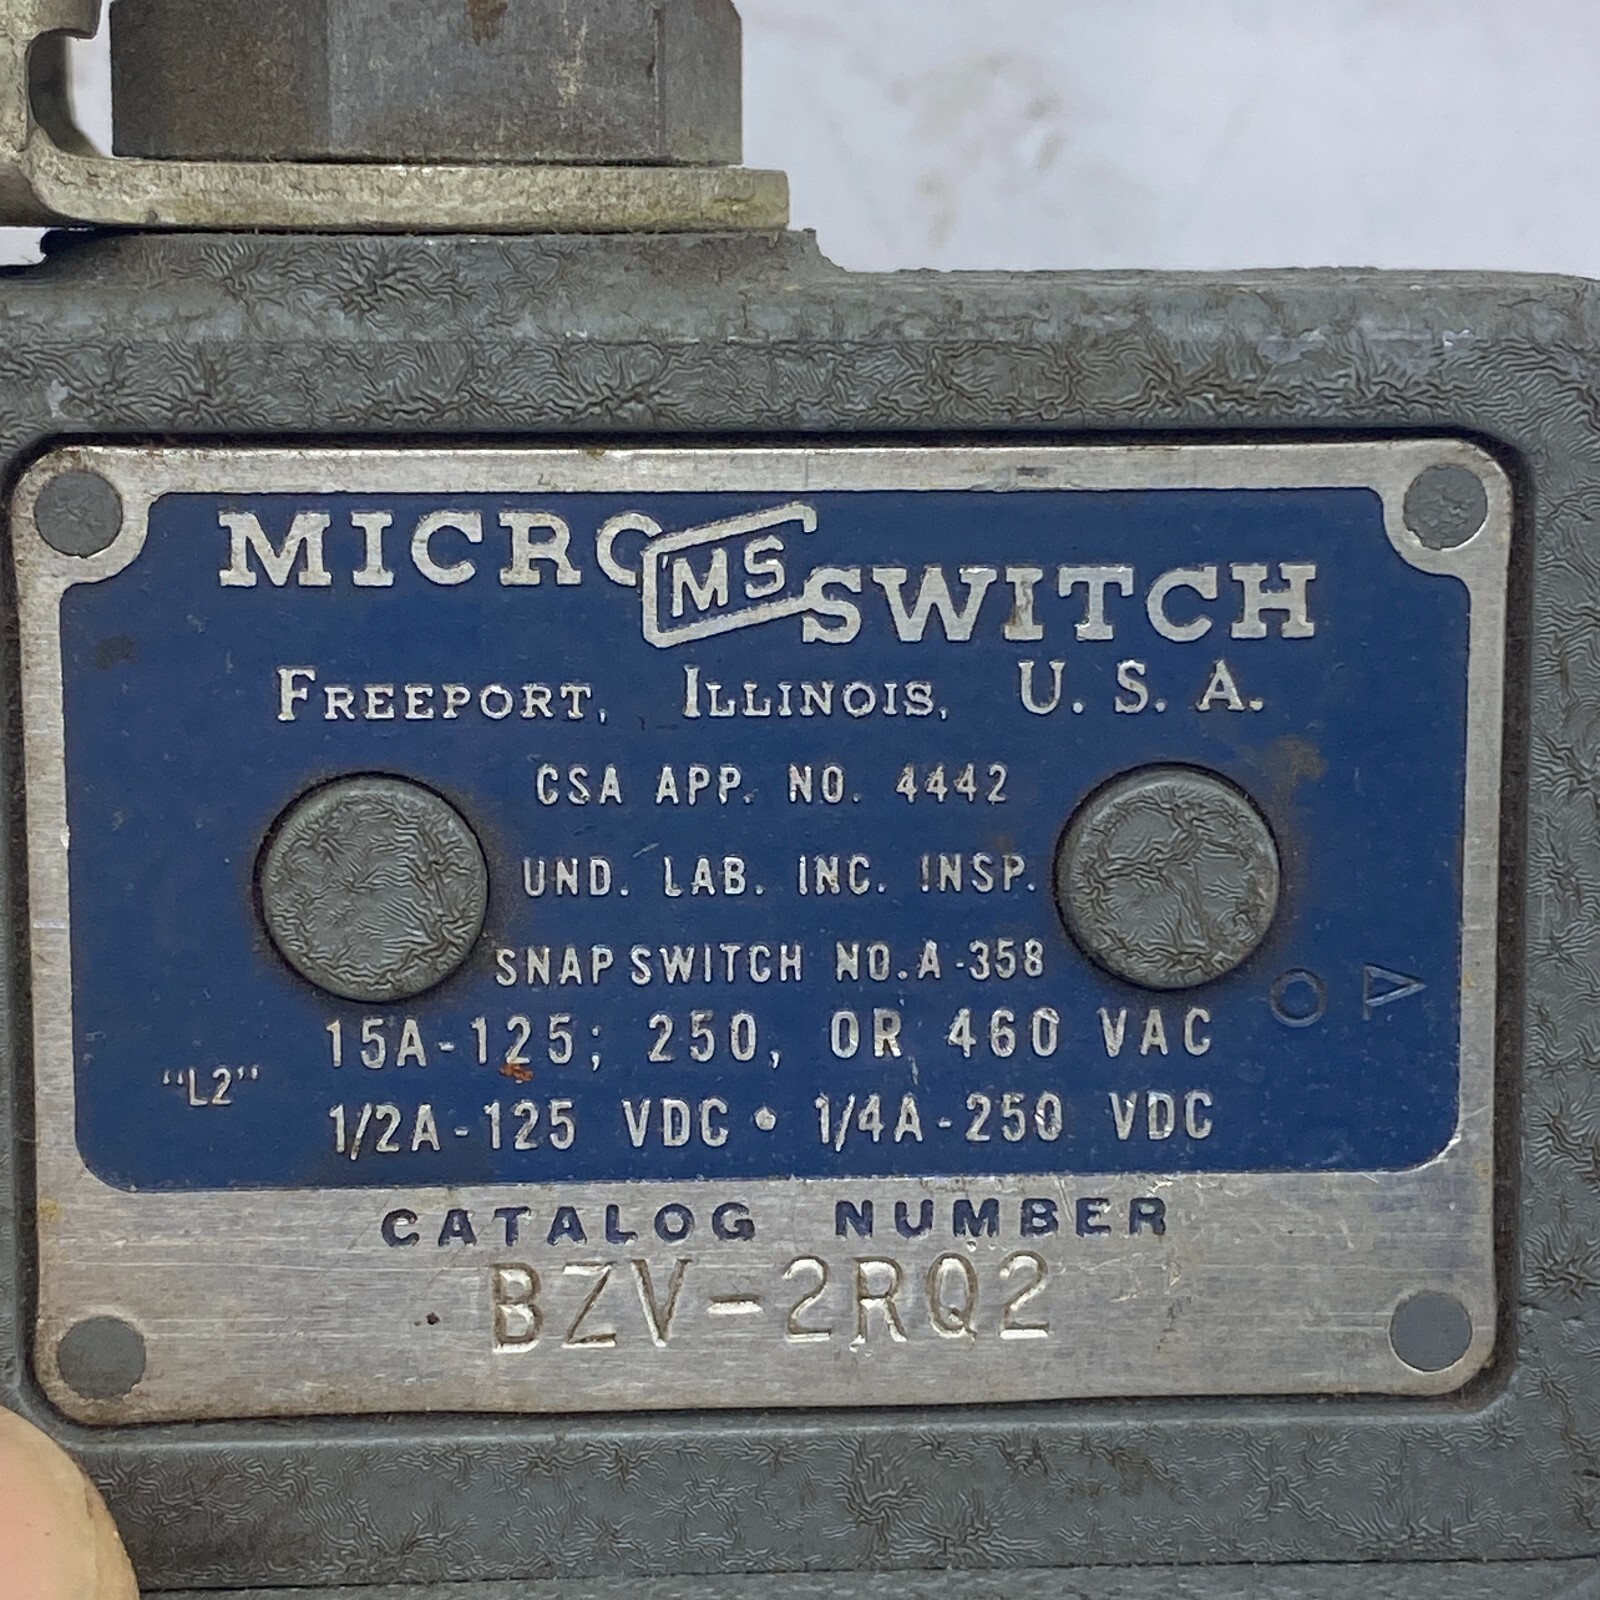 MICRO MS SWITCH
FREEPORT, ILLINOIS, U. S. A.
CSA APP. NO. 4442
UND. LAB. INC. INSP.
SNAP SWITCH NO. A-358
15A-125; 250, OR 460 VAC
"L2"
1/2A-125 VDC • 1/4A-250 VDC
CATALOG NUMBER
BZV-2RQ2